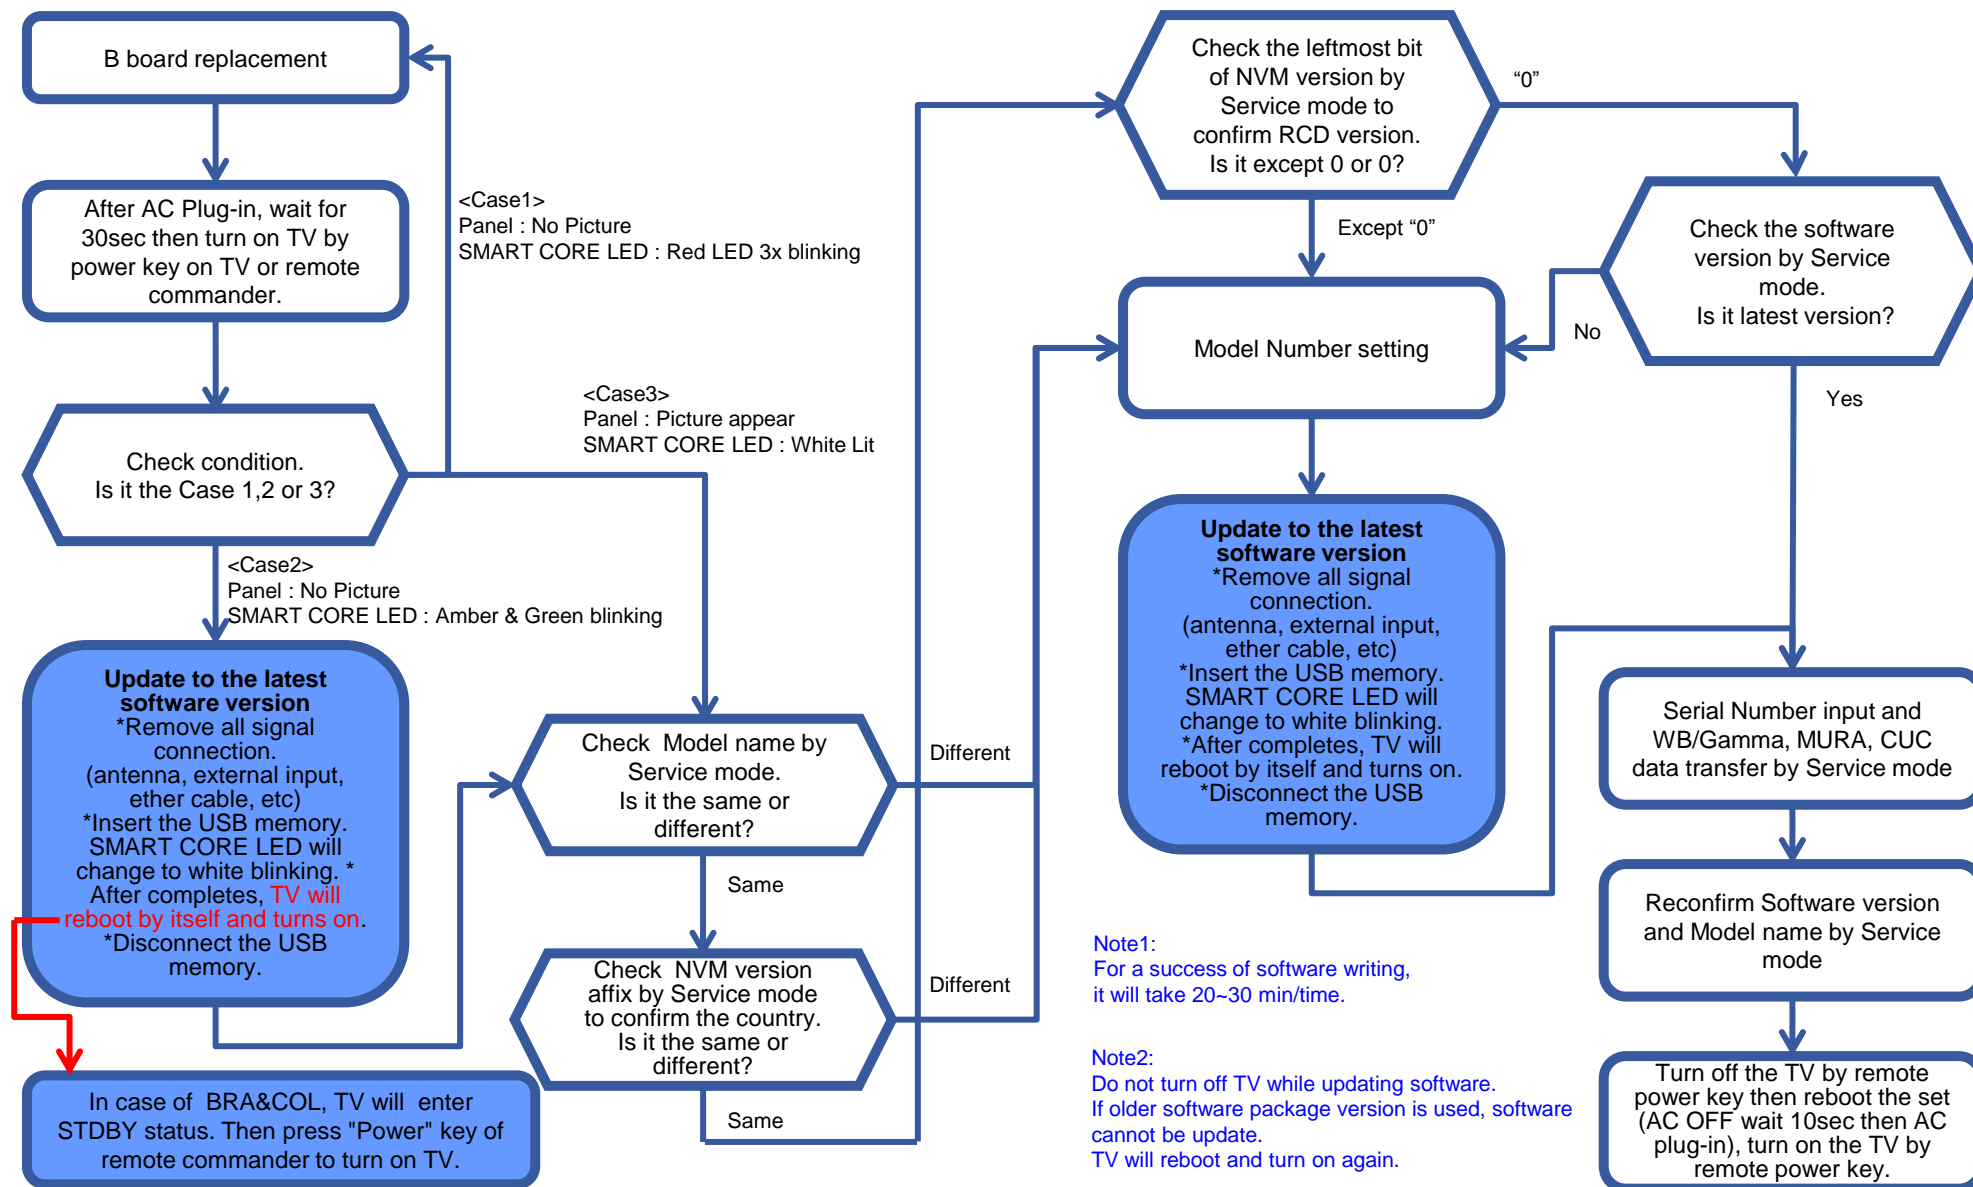 B board replacement
After AC Plug-in, wait for
30sec then turn on TV by
power key on TV or remote
commander.
<Case1>
Panel : No Picture
SMART CORE LED : Red LED 3x blinking
Check condition.
Is it the Case 1,2 or 3?
<Case3>
Panel : Picture appear
SMART CORE LED : White Lit
<Case2>
Panel : No Picture
SMART CORE LED : Amber & Green blinking
Update to the latest
software version
*Remove all signal
connection.
(antenna, external input,
ether cable, etc)
*Insert the USB memory.
SMART CORE LED will
change to white blinking. *
After completes, TV will
reboot by itself and turns on.
*Disconnect the USB
memory.
In case of BRA&COL, TV will enter
STDBY status. Then press "Power" key of
remote commander to turn on TV.
Check Model name by
Service mode.
Is it the same or
different?
Different
Same
Check NVM version
affix by Service mode
to confirm the country.
Is it the same or
different?
Different
Same
Check the leftmost bit
of NVM version by
Service mode to
confirm RCD version.
Is it except 0 or 0?
“0”
Except “0”
Model Number setting
Check the software
version by Service
mode.
Is it latest version?
No
Yes
Update to the latest
software version
*Remove all signal
connection.
(antenna, external input,
ether cable, etc)
*Insert the USB memory.
SMART CORE LED will
change to white blinking.
*After completes, TV will
reboot by itself and turns on.
*Disconnect the USB
memory.
Serial Number input and
WB/Gamma, MURA, CUC
data transfer by Service mode
Reconfirm Software version
and Model name by Service
mode
Turn off the TV by remote
power key then reboot the set
(AC OFF wait 10sec then AC
plug-in), turn on the TV by
remote power key.
Note1:
For a success of software writing,
it will take 20~30 min/time.
Note2:
Do not turn off TV while updating software.
If older software package version is used, software
cannot be update.
TV will reboot and turn on again.